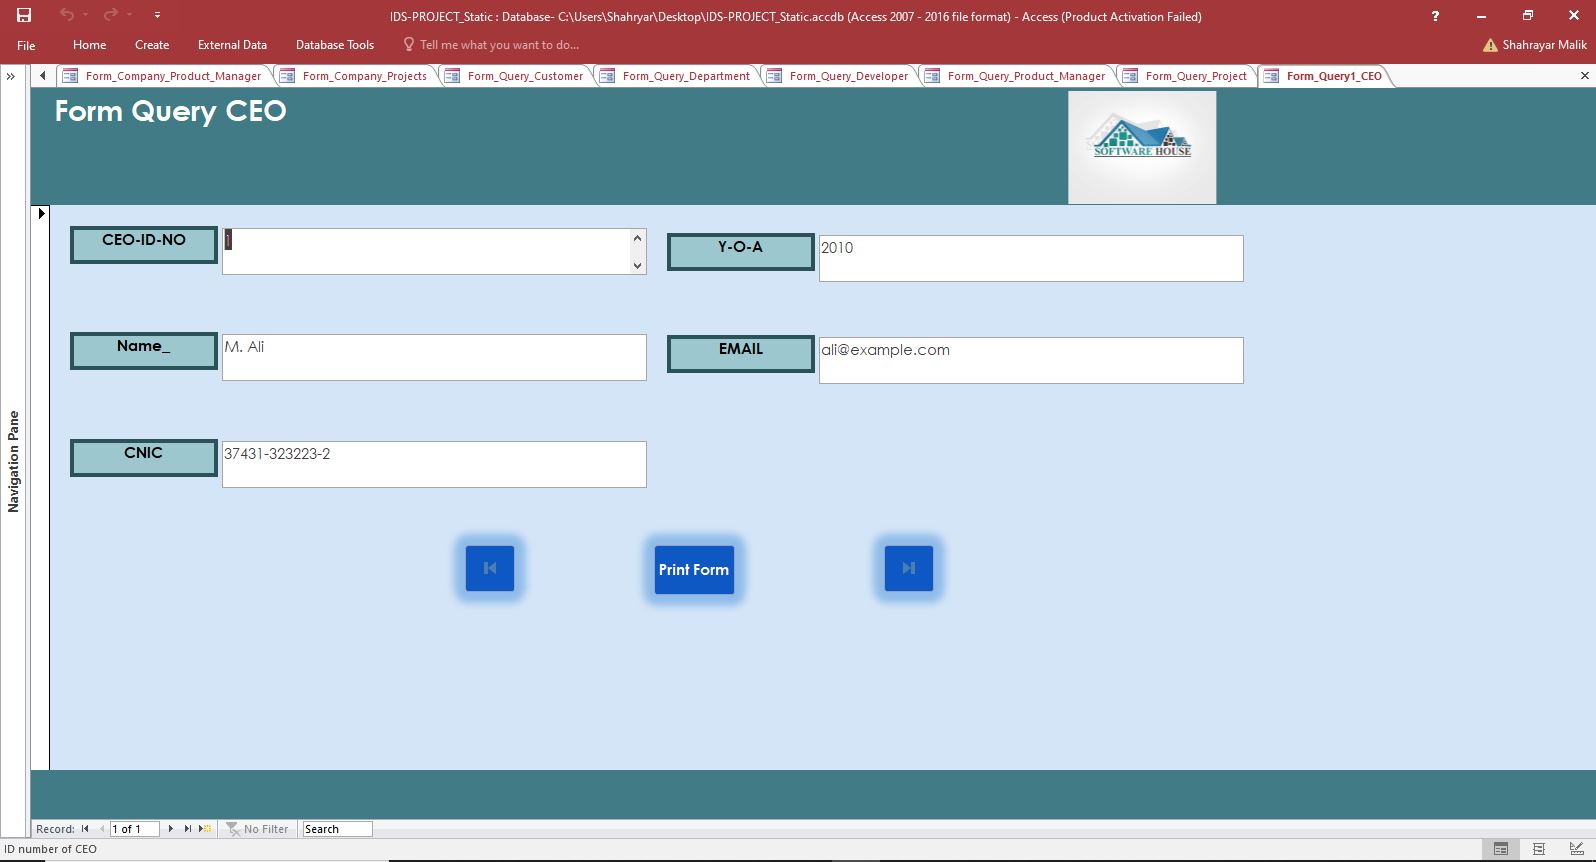 IDS-PROJECT_Static : Database- C:\Users\Shahryar\Desktop\IDS-PROJECT_Static.accdb (Access 2007 - 2016 file format) - Access (Product Activation Failed)
?
File Home Create External Data Database Tools Tell me what you want to do... Shahrayar Malik
Form_Company_Product_Manager Form_Company_Projects Form_Query_Customer Form_Query_Department Form_Query_Developer Form_Query_Product_Manager Form_Query_Project Form_Query1_CEO
Form Query CEO
SOFTWARE HOUSE
Navigation Pane
CEO-ID-NO 1 Y-O-A 2010
Name_ M. Ali EMAIL ali@example.com
CNIC 37431-323223-2
Print Form
Record: 1 of 1 No Filter Search
ID number of CEO